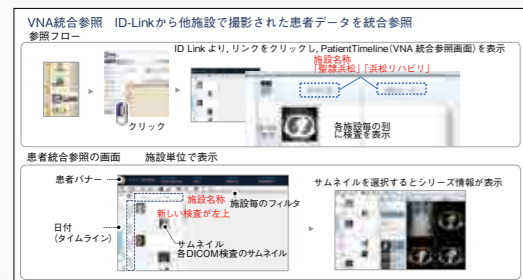 VNA統合参照 ID-Linkから他施設で撮影された患者データを統合参照
参照フロー
ID Link より，リンクをクリックし，PatientTimeline（VNA 統合参照画面）を表示
施設名称
「聖隷浜松」「浜松リハビリ」
クリック
各施設毎の列
に検査を表示
患者統合参照の画面 施設単位で表示
患者バナー
施設名称
施設毎のフィルタ
新しい検査が左上
日付
（タイムライン）
サムネイル
各DICOM検査のサムネイル
サムネイルを選択するとシリーズ情報が表示